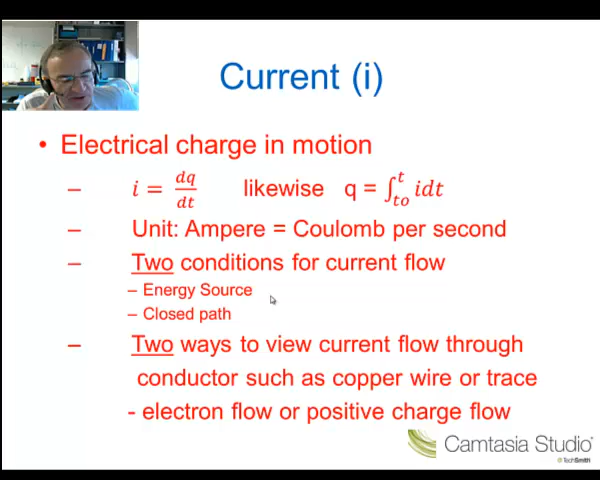 Current (i)
• Electrical charge in motion
– i = dq/dt likewise q = ∫_to^t idt
– Unit: Ampere = Coulomb per second
– Two conditions for current flow
– Energy Source
– Closed path
– Two ways to view current flow through
conductor such as copper wire or trace
- electron flow or positive charge flow
Camtasia Studio
TechSmith